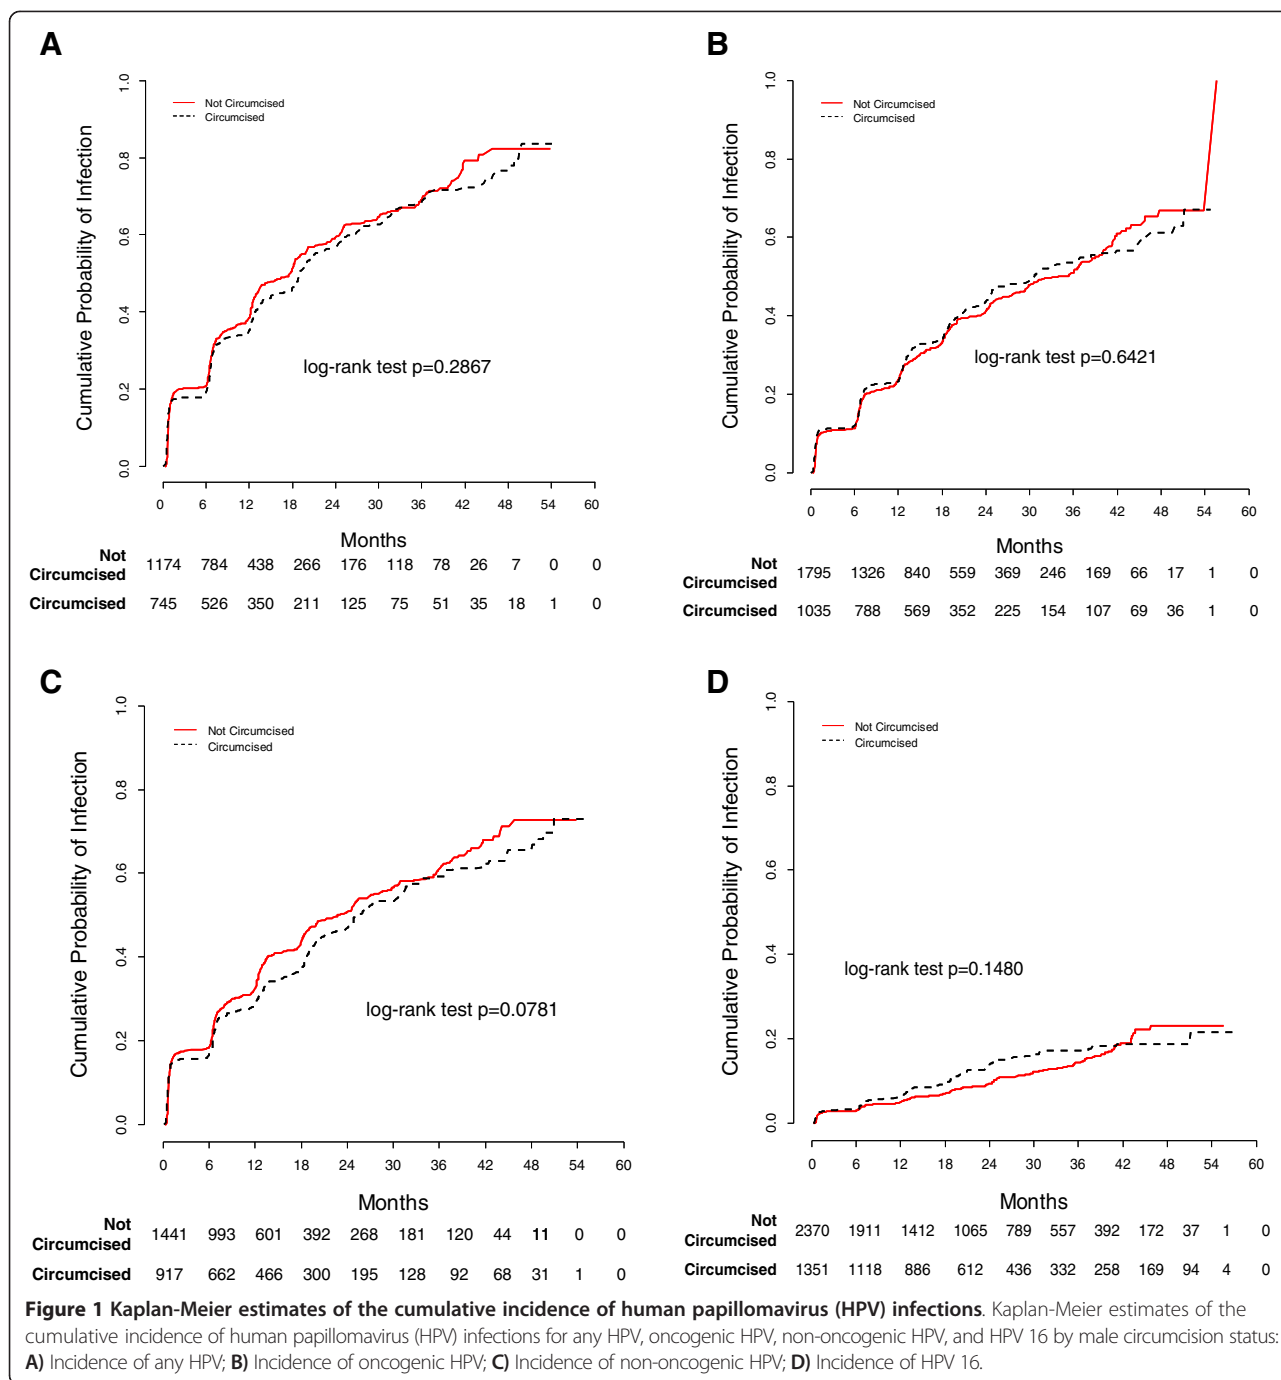 A
Cumulative Probability of Infection
1.0
0.8
0.6
0.4
0.2
0.0
Not Circumcised
Circumcised
log-rank test p=0.2867
0 6 12 18 24 30 36 42 48 54 60
Months
Not
Circumcised 1174 784 438 266 176 118 78 26 7 0 0
Circumcised 745 526 350 211 125 75 51 35 18 1 0
B
Cumulative Probability of Infection
1.0
0.8
0.6
0.4
0.2
0.0
Not Circumcised
Circumcised
log-rank test p=0.6421
0 6 12 18 24 30 36 42 48 54 60
Months
Not
Circumcised 1795 1326 840 559 369 246 169 66 17 1 0
Circumcised 1035 788 569 352 225 154 107 69 36 1 0
C
Cumulative Probability of Infection
1.0
0.8
0.6
0.4
0.2
0.0
Not Circumcised
Circumcised
log-rank test p=0.0781
0 6 12 18 24 30 36 42 48 54 60
Months
Not
Circumcised 1441 993 601 392 268 181 120 44 11 0 0
Circumcised 917 662 466 300 195 128 92 68 31 1 0
D
Cumulative Probability of Infection
1.0
0.8
0.6
0.4
0.2
0.0
Not Circumcised
Circumcised
log-rank test p=0.1480
0 6 12 18 24 30 36 42 48 54 60
Months
Not
Circumcised 2370 1911 1412 1065 789 557 392 172 37 1 0
Circumcised 1351 1118 886 612 436 332 258 169 94 4 0
Figure 1 Kaplan-Meier estimates of the cumulative incidence of human papillomavirus (HPV) infections. Kaplan-Meier estimates of the
cumulative incidence of human papillomavirus (HPV) infections for any HPV, oncogenic HPV, non-oncogenic HPV, and HPV 16 by male circumcision status:
A) Incidence of any HPV; B) Incidence of oncogenic HPV; C) Incidence of non-oncogenic HPV; D) Incidence of HPV 16.